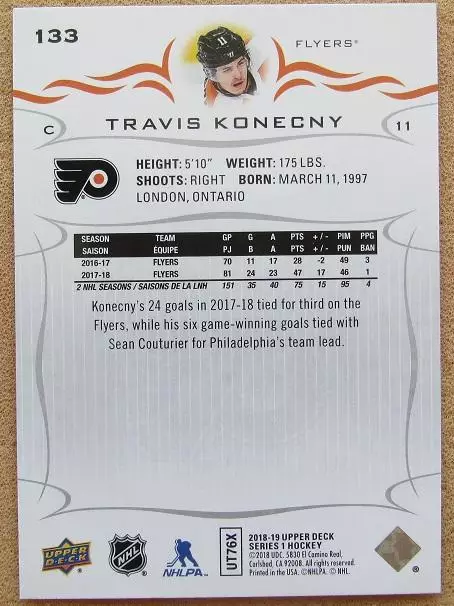 133
11
FLYERS®
C
TRAVIS KONECNY
11
HEIGHT: 5'10" WEIGHT: 175 LBS.
SHOOTS: RIGHT BORN: MARCH 11, 1997
LONDON, ONTARIO
SEASON TEAM GP G A PTS +/- PIM PPG
SAISON ÉQUIPE PJ B A PTS +/- PUN BAN
2016-17 FLYERS 70 11 17 28 -2 49 3
2017-18 FLYERS 81 24 23 47 17 46 1
2 NHL SEASONS / SAISONS DE LA LNH 151 35 40 75 15 95 4
Konecny's 24 goals in 2017-18 tied for third on the
Flyers, while his six game-winning goals tied with
Sean Couturier for Philadelphia's team lead.
UPPER
DECK
NHL
NHLPA
UT76X
2018-19 UPPER DECK
SERIES 1 HOCKEY
©2018 UDC. 5830 El Camino Real,
Carlsbad, CA 92008. All rights reserved.
Printed in the USA. ©NHLPA. © NHL.